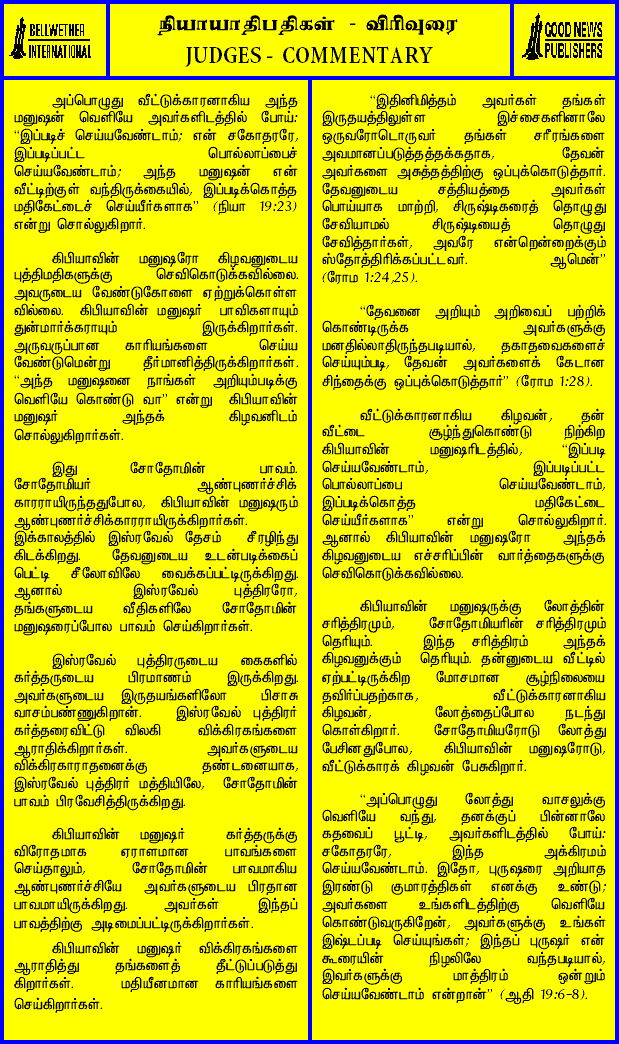 BELLWETHER
INTERNATIONAL
நியாயாதிபதிகள் - விரிவுரை
JUDGES - COMMENTARY
GOOD NEWS
PUBLISHERS
அப்பொழுது வீட்டுக்காரனாகிய அந்த
மனுஷன் வெளியே அவர்களிடத்தில் போய்:
“இப்படிச் செய்யவேண்டாம்; என் சகோதரரே,
இப்படிப்பட்ட பொல்லாப்பைச்
செய்யவேண்டாம்; அந்த மனுஷன் என்
வீட்டிற்குள் வந்திருக்கையில், இப்படிக்கொத்த
மதிகேட்டைச் செய்யீர்களாக” (நியா 19:23)
என்று சொல்லுகிறார்.
கிபியாவின் மனுஷரோ கிழவனுடைய
புத்திமதிகளுக்கு செவிகொடுக்கவில்லை.
அவருடைய வேண்டுகோளை ஏற்றுக்கொள்ள
வில்லை. கிபியாவின் மனுஷர் பாவிகளாயும்
துன்மார்க்கராயும் இருக்கிறார்கள்.
அருவருப்பான காரியங்களை செய்ய
வேண்டுமென்று தீர்மானித்திருக்கிறார்கள்.
“அந்த மனுஷனை நாங்கள் அறியும்படிக்கு
வெளியே கொண்டு வா” என்று கிபியாவின்
மனுஷர் அந்தக் கிழவனிடம்
சொல்லுகிறார்கள்.
இது சோதோமின் பாவம்.
சோதோமியர் ஆண்புணர்ச்சிக்
காரராயிருந்ததுபோல, கிபியாவின் மனுஷரும்
ஆண்புணர்ச்சிக்காரராயிருக்கிறார்கள்.
இக்காலத்தில் இஸ்ரவேல் தேசம் சீரழிந்து
கிடக்கிறது. தேவனுடைய உடன்படிக்கைப்
பெட்டி சீலோவிலே வைக்கப்பட்டிருக்கிறது.
ஆனால் இஸ்ரவேல் புத்திரரோ,
தங்களுடைய வீதிகளிலே சோதோமின்
மனுஷரைப்போல பாவம் செய்கிறார்கள்.
இஸ்ரவேல் புத்திரருடைய கைகளில்
கர்த்தருடைய பிரமாணம் இருக்கிறது.
அவர்களுடைய இருதயங்களிலோ பிசாசு
வாசம்பண்ணுகிறான். இஸ்ரவேல் புத்திரர்
கர்த்தரைவிட்டு விலகி விக்கிரகங்களை
ஆராதிக்கிறார்கள். அவர்களுடைய
விக்கிரகாராதனைக்கு தண்டனையாக,
இஸ்ரவேல் புத்திரர் மத்தியிலே, சோதோமின்
பாவம் பிரவேசித்திருக்கிறது.
கிபியாவின் மனுஷர் கர்த்தருக்கு
விரோதமாக ஏராளமான பாவங்களை
செய்தாலும், சோதோமின் பாவமாகிய
ஆண்புணர்ச்சியே அவர்களுடைய பிரதான
பாவமாயிருக்கிறது. அவர்கள் இந்தப்
பாவத்திற்கு அடிமைப்பட்டிருக்கிறார்கள்.
கிபியாவின் மனுஷர் விக்கிரகங்களை
ஆராதித்து தங்களைத் தீட்டுப்படுத்து
கிறார்கள். மதியீனமான காரியங்களை
செய்கிறார்கள்.
“இதினிமித்தம் அவர்கள் தங்கள்
இருதயத்திலுள்ள இச்சைகளினாலே
ஒருவரோடொருவர் தங்கள் சரீரங்களை
அவமானப்படுத்தத்தக்கதாக, தேவன்
அவர்களை அசுத்தத்திற்கு ஒப்புக்கொடுத்தார்.
தேவனுடைய சத்தியத்தை அவர்கள்
பொய்யாக மாற்றி, சிருஷ்டிகரைத் தொழுது
சேவியாமல் சிருஷ்டியைத் தொழுது
சேவித்தார்கள், அவரே என்றென்றைக்கும்
ஸ்தோத்திரிக்கப்பட்டவர். ஆமென்”
(ரோம 1:24,25).
“தேவனை அறியும் அறிவைப் பற்றிக்
கொண்டிருக்க அவர்களுக்கு
மனதில்லாதிருந்தபடியால், தகாதவைகளைச்
செய்யும்படி, தேவன் அவர்களைக் கேடான
சிந்தைக்கு ஒப்புக்கொடுத்தார்” (ரோம 1:28).
வீட்டுக்காரனாகிய கிழவன், தன்
வீட்டை சூழ்ந்துகொண்டு நிற்கிற
கிபியாவின் மனுஷரிடத்தில், “இப்படி
செய்யவேண்டாம், இப்படிப்பட்ட
பொல்லாப்பை செய்யவேண்டாம்,
இப்படிக்கொத்த மதிகேட்டை
செய்யீர்களாக” என்று சொல்லுகிறார்.
ஆனால் கிபியாவின் மனுஷரோ அந்தக்
கிழவனுடைய எச்சரிப்பின் வார்த்தைகளுக்கு
செவிகொடுக்கவில்லை.
கிபியாவின் மனுஷருக்கு லோத்தின்
சரித்திரமும், சோதோமியரின் சரித்திரமும்
தெரியும். இந்த சரித்திரம் அந்தக்
கிழவனுக்கும் தெரியும். தன்னுடைய வீட்டில்
ஏற்பட்டிருக்கிற மோசமான சூழ்நிலையை
தவிர்ப்பதற்காக, வீட்டுக்காரனாகிய
கிழவன், லோத்தைப்போல நடந்து
கொள்கிறார். சோதோமியரோடு லோத்து
பேசினதுபோல, கிபியாவின் மனுஷரோடு,
வீட்டுக்காரக் கிழவன் பேசுகிறார்.
“அப்பொழுது லோத்து வாசலுக்கு
வெளியே வந்து, தனக்குப் பின்னாலே
கதவைப் பூட்டி, அவர்களிடத்தில் போய்:
சகோதரரே, இந்த அக்கிரமம்
செய்யவேண்டாம். இதோ, புருஷரை அறியாத
இரண்டு குமாரத்திகள் எனக்கு உண்டு;
அவர்களை உங்களிடத்திற்கு வெளியே
கொண்டுவருகிறேன், அவர்களுக்கு உங்கள்
இஷ்டப்படி செய்யுங்கள்; இந்தப் புருஷர் என்
கூரையின் நிழலிலே வந்தபடியால்,
இவர்களுக்கு மாத்திரம் ஒன்றும்
செய்யவேண்டாம் என்றான்” (ஆதி 19:6-8).